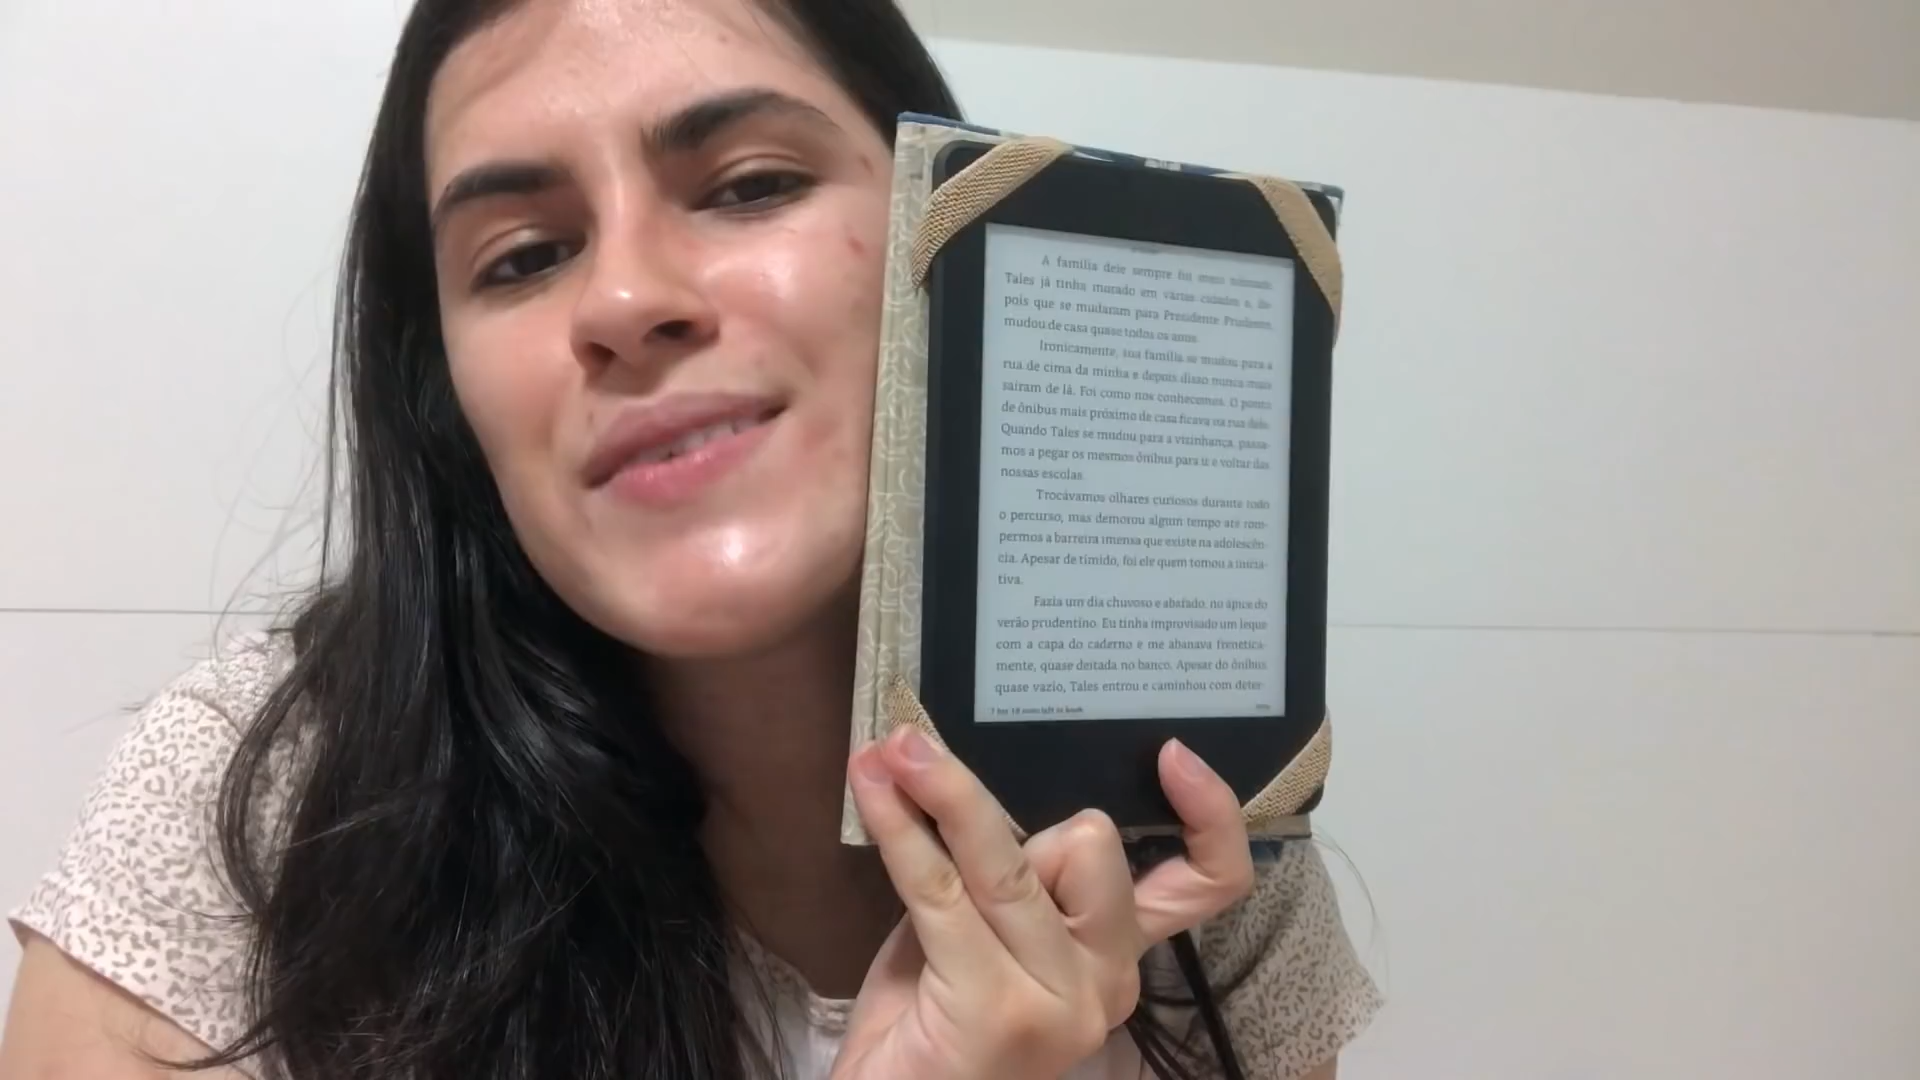 A família dele sempre foi
Tales já tinha morado em várias cidades e, de-
pois que se mudaram para Presidente Prudente,
mudou de casa quase todos os anos.
Ironicamente, sua família se mudou para a
rua de cima da minha e depois disso nunca mais
saíram de lá. Foi como nos conhecemos. O ponto
de ônibus mais próximo de casa ficava na rua dele.
Quando Tales se mudou para a vizinhança, passa-
mos a pegar os mesmos ônibus para ir e voltar das
nossas escolas.
Trocávamos olhares curiosos durante todo
o percurso, mas demorou algum tempo até rom-
permos a barreira imensa que existe na adolescên-
cia. Apesar de tímido, foi ele quem tomou a inicia-
tiva.
Fazia um dia chuvoso e abafado, no ápice do
verão prudentino. Eu tinha improvisado um leque
com a capa do caderno e me abanava frenetica-
mente, quase deitada no banco. Apesar do ônibus
quase vazio, Tales entrou e caminhou com deter-
left in book